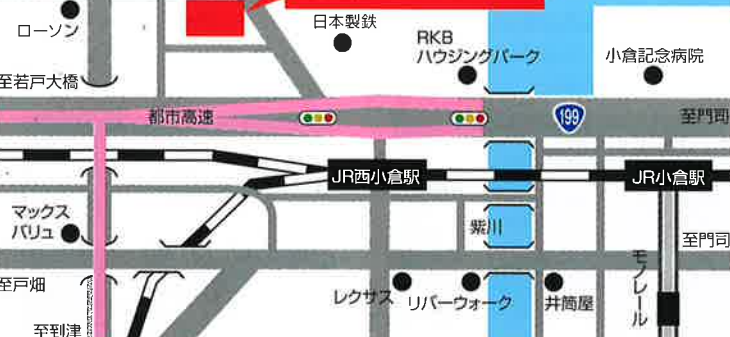 ローソン
日本製鉄
RKB
ハウジングパーク
小倉記念病院
至若戸大橋
都市高速
199
至門司
JR西小倉駅
JR小倉駅
マックス
バリュ
紫川
至門司
モノレール
至戸畑
レクサス
リバーウォーク
井筒屋
至到津